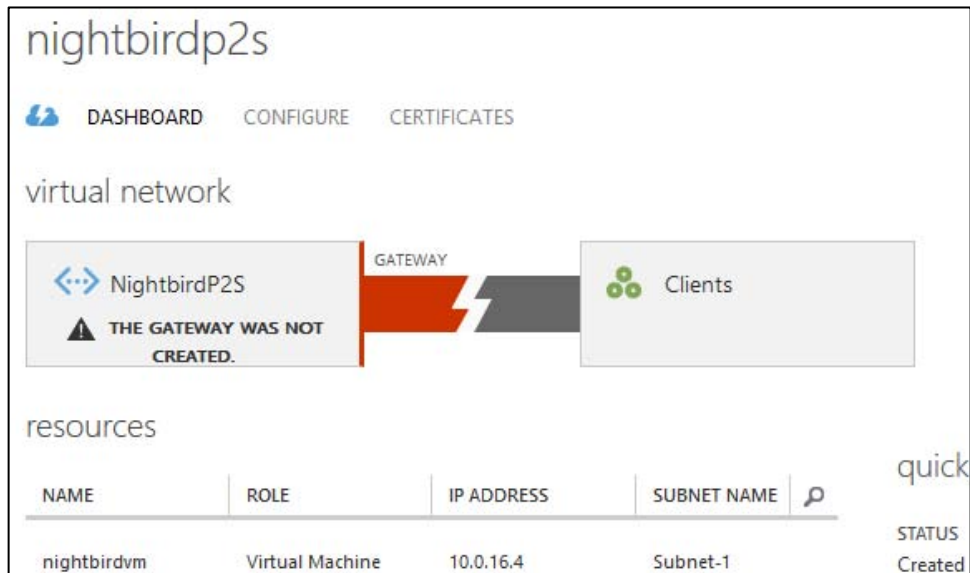 nightbirdp2s
DASHBOARD CONFIGURE CERTIFICATES
virtual network
GATEWAY
NightbirdP2S
Clients
THE GATEWAY WAS NOT
CREATED.
resources
quick
NAME ROLE IP ADDRESS SUBNET NAME
STATUS
nightbirdvm Virtual Machine 10.0.16.4 Subnet-1
Created